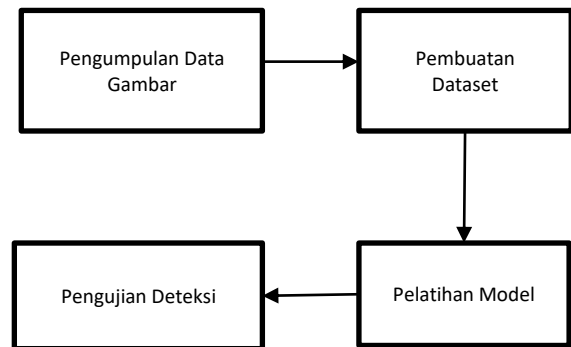 Pengumpulan Data
Gambar
Pembuatan
Dataset
Pelatihan Model
Pengujian Deteksi